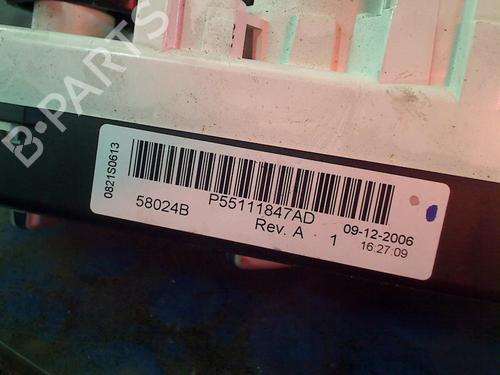 B-PARTS
0821S0613
58024B
P55111847AD
Rev. A 1
09-12-2006
16:27:09